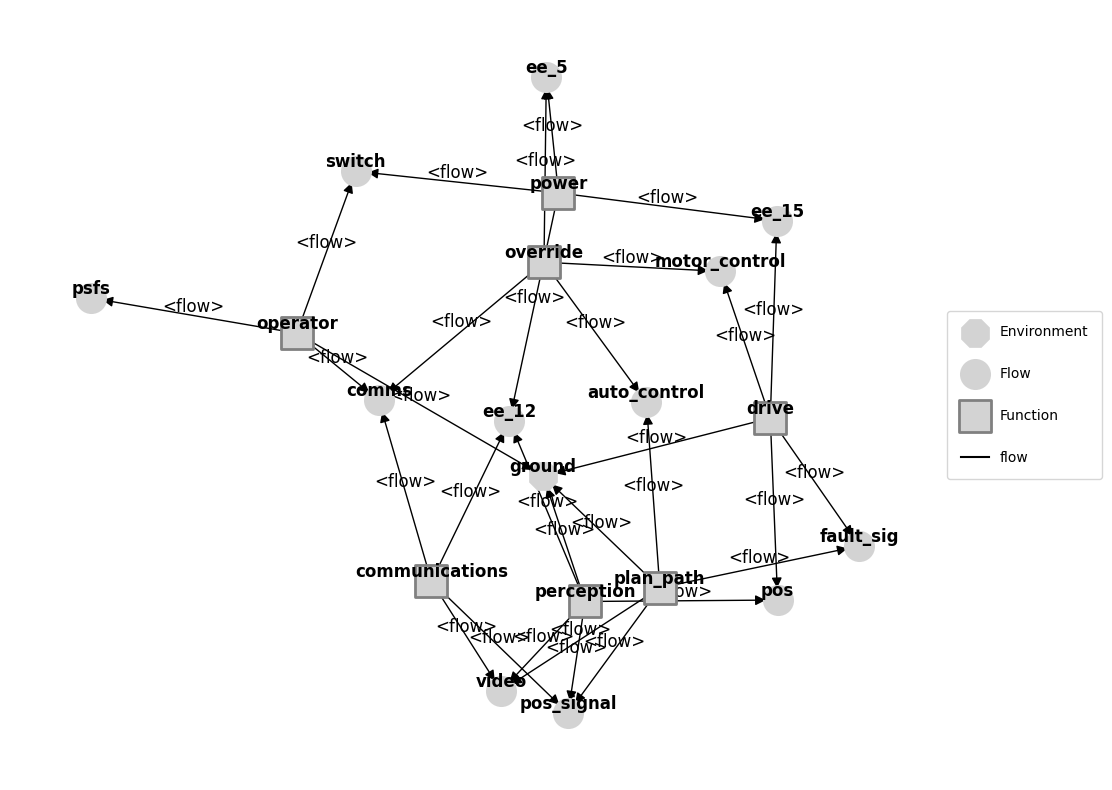 ee_5
<flow>
switch
<flow>
<flow>
power
<flow>
ee_15
<flow>
override
<flow>
motor_control
psfs
<flow>
operator
<flow>
<flow>
<flow>
<flow>
<flow>
<flow>
comms
<flow>
auto_control
ee_12
drive
<flow>
ground
<flow>
<flow>
<flow>
<flow>
<flow>
<flow>
<flow>
<flow>
fault_sig
<flow>
communications
plan_path
perception
pos
<flow>
<flow>
<flow>
<flow>
<flow>
<flow>
video
pos_signal
Environment
Flow
Function
flow